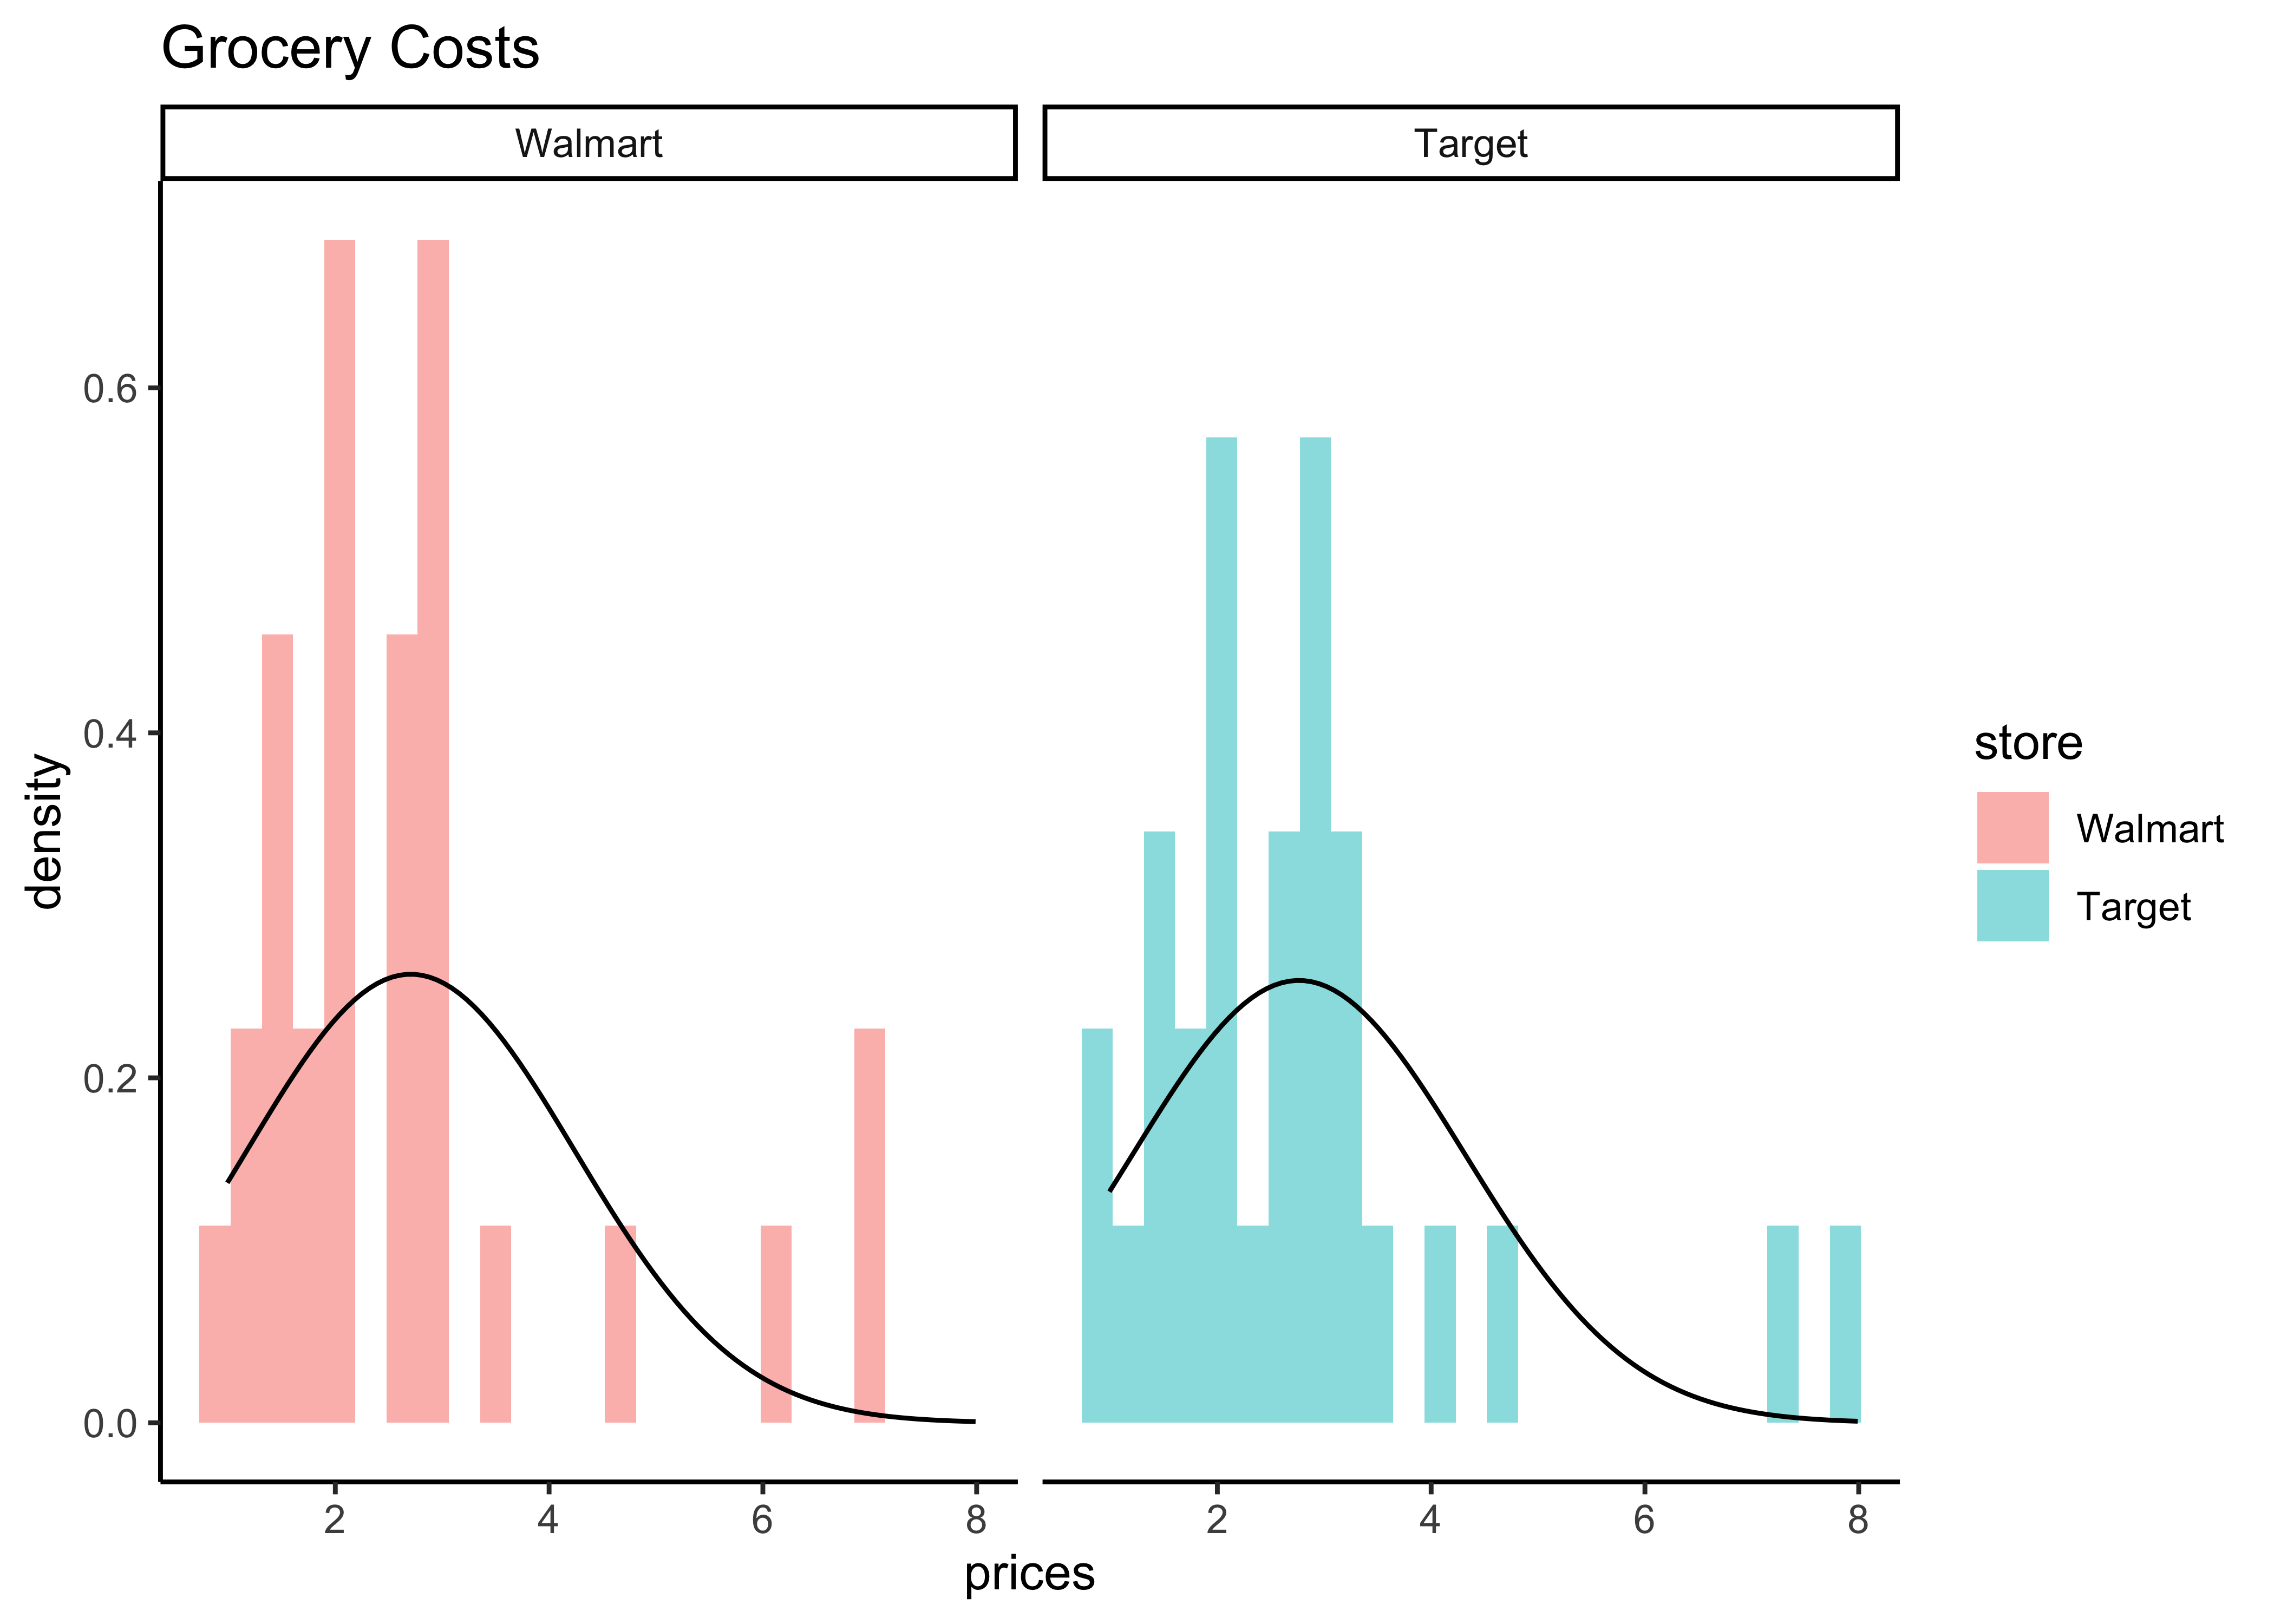 Grocery Costs
Walmart
Target
0.6
0.4
0.2
0.0
density
2 4 6 8
2 4 6 8
prices
store
Walmart
Target